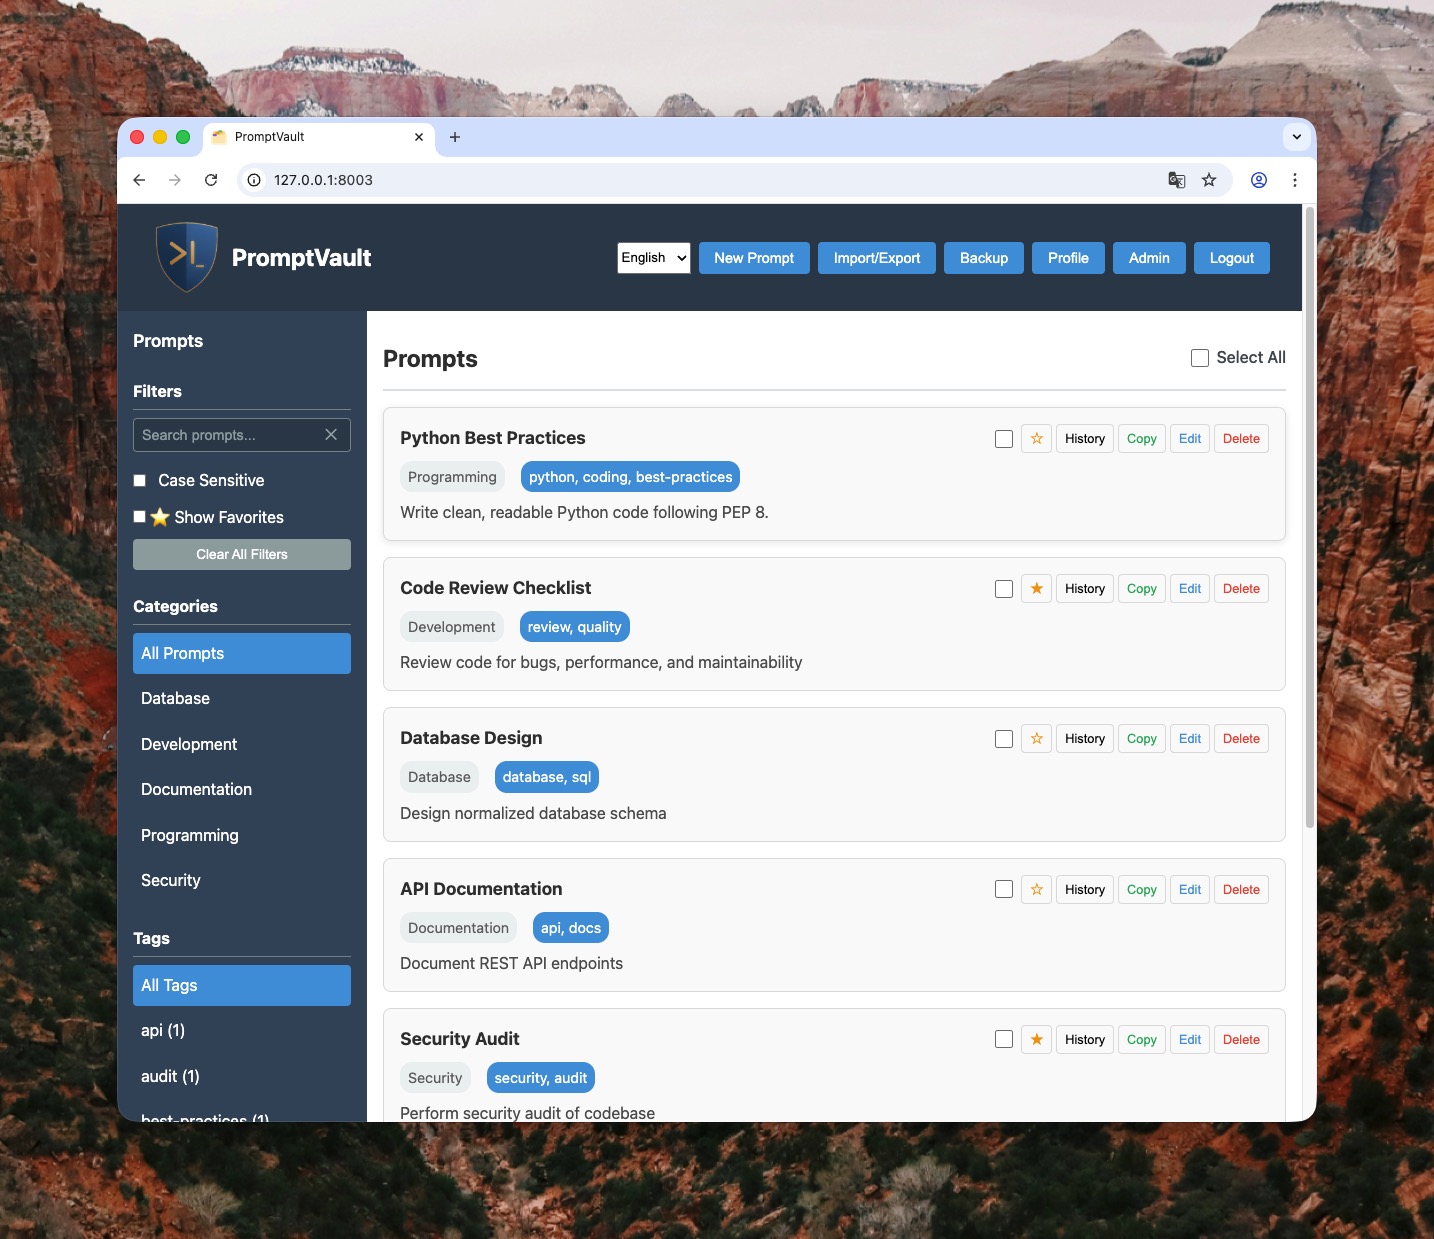 PromptVault
127.0.0.1:8003
PromptVault
English
New Prompt
Import/Export
Backup
Profile
Admin
Logout
Prompts
Filters
Search prompts...
Case Sensitive
Show Favorites
Clear All Filters
Categories
All Prompts
Database
Development
Documentation
Programming
Security
Tags
All Tags
api (1)
audit (1)
best-practices (1)
Prompts
Select All
Python Best Practices
History Copy Edit Delete
Programming python, coding, best-practices
Write clean, readable Python code following PEP 8.
Code Review Checklist
History Copy Edit Delete
Development review, quality
Review code for bugs, performance, and maintainability
Database Design
History Copy Edit Delete
Database database, sql
Design normalized database schema
API Documentation
History Copy Edit Delete
Documentation api, docs
Document REST API endpoints
Security Audit
History Copy Edit Delete
Security security, audit
Perform security audit of codebase